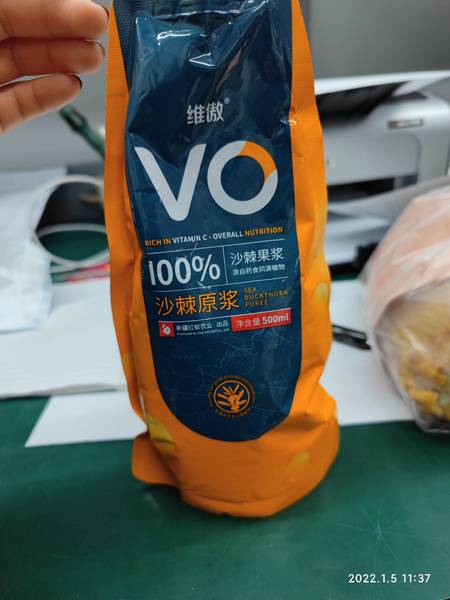 维傲®
VO
RICH IN VITAMIN C - OVERALL NUTRITION
100%
沙棘果浆
源自药食同源植物
沙棘原浆
SEA
BUCKTHORN
PUREE
新疆红蚁农业 出品
净含量 500ml
2022.1.5 11:37